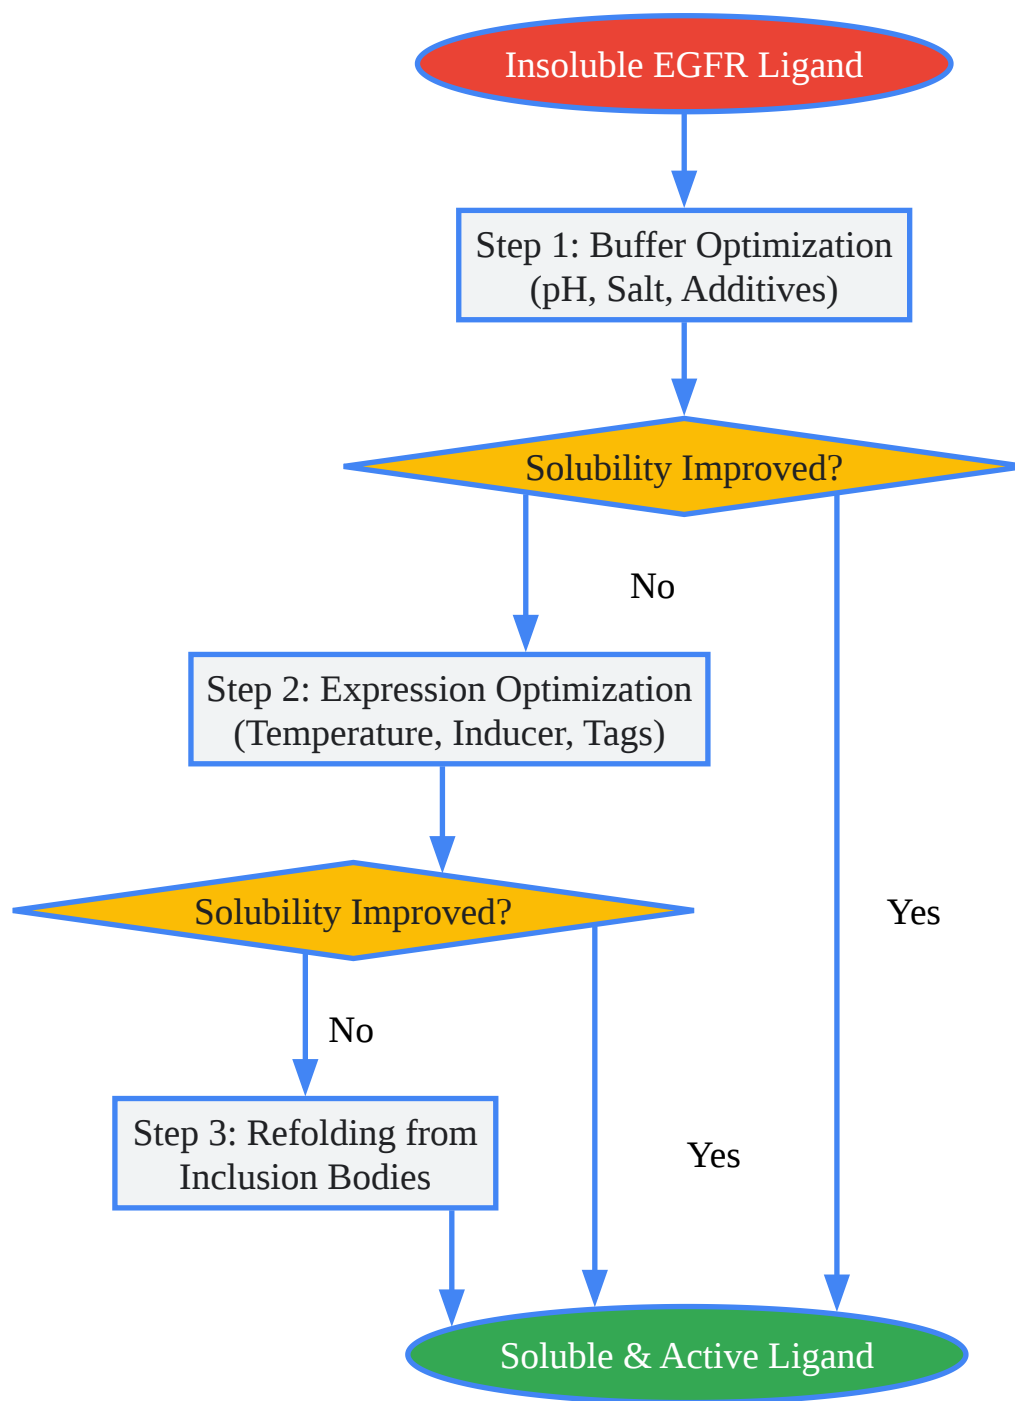 Insoluble EGFR Ligand
Step 1: Buffer Optimization
(pH, Salt, Additives)
Solubility Improved?
No
Step 2: Expression Optimization
(Temperature, Inducer, Tags)
Solubility Improved?
Yes
No
Step 3: Refolding from
Inclusion Bodies
Yes
Soluble & Active Ligand